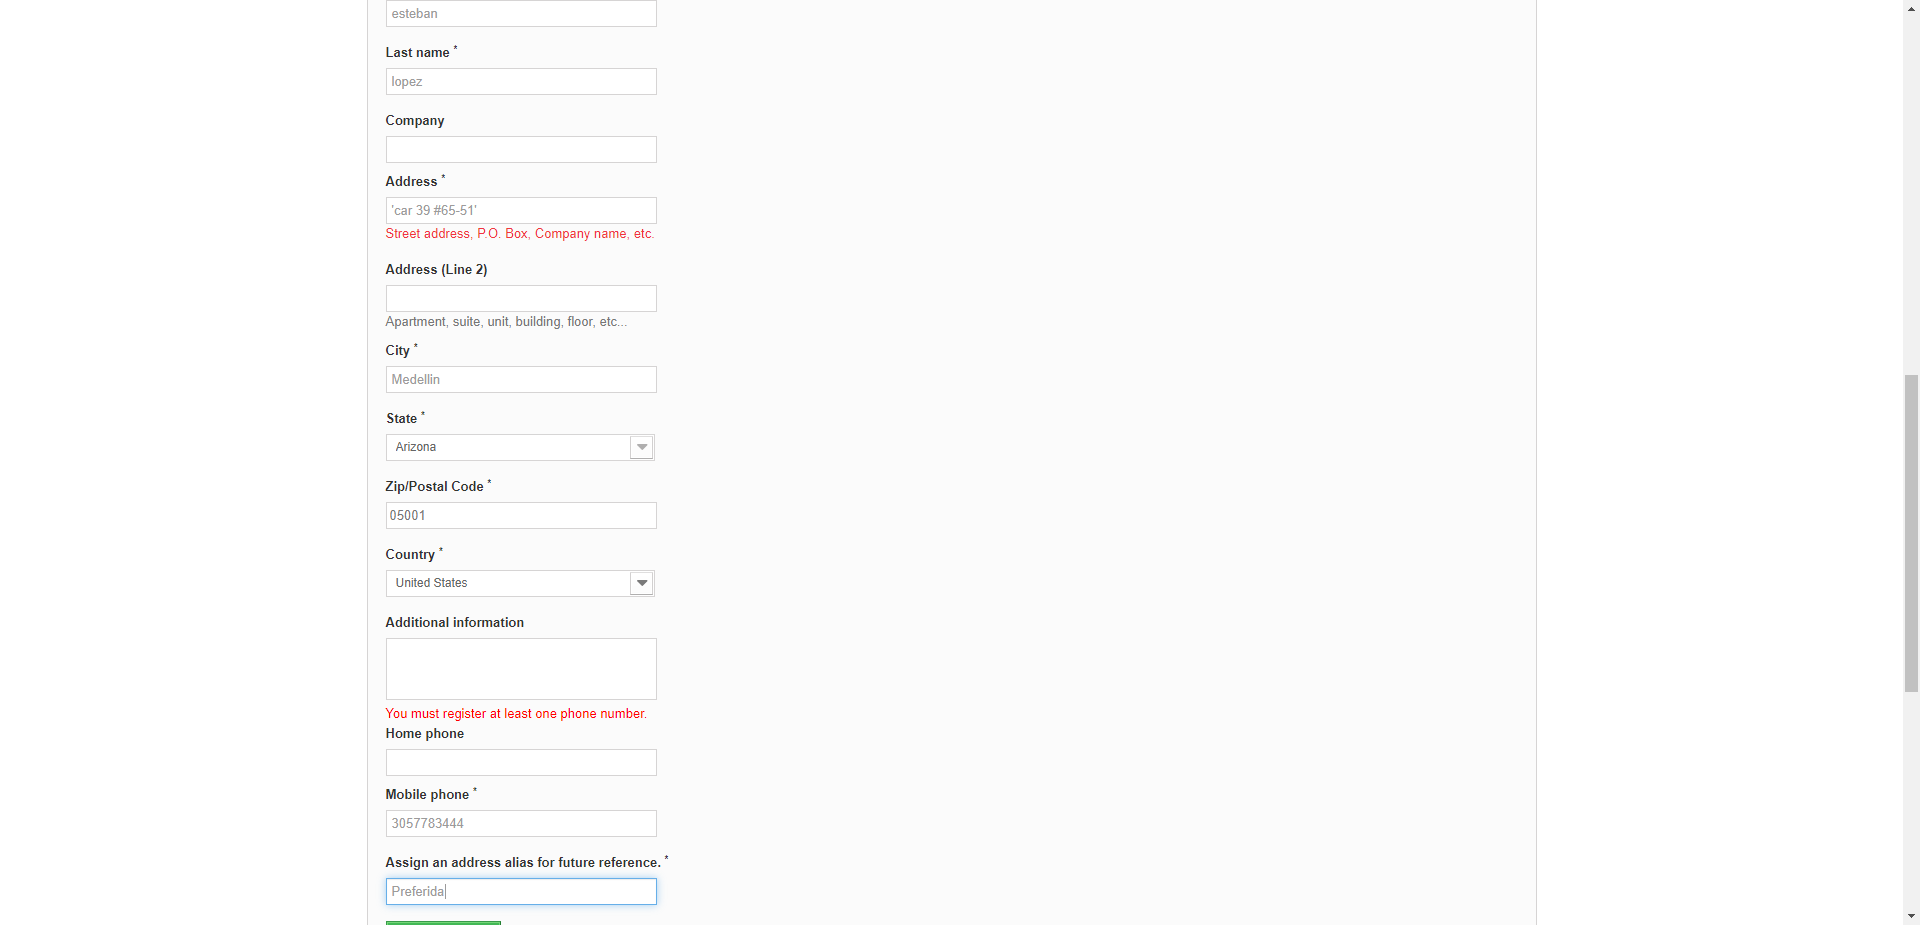 esteban
Last name *
lopez
Company
Address *
'car 39 #65-51'
Street address, P.O. Box, Company name, etc.
Address (Line 2)
Apartment, suite, unit, building, floor, etc...
City *
Medellin
State *
Arizona
Zip/Postal Code *
05001
Country *
United States
Additional information
You must register at least one phone number.
Home phone
Mobile phone *
3057783444
Assign an address alias for future reference. *
Preferida